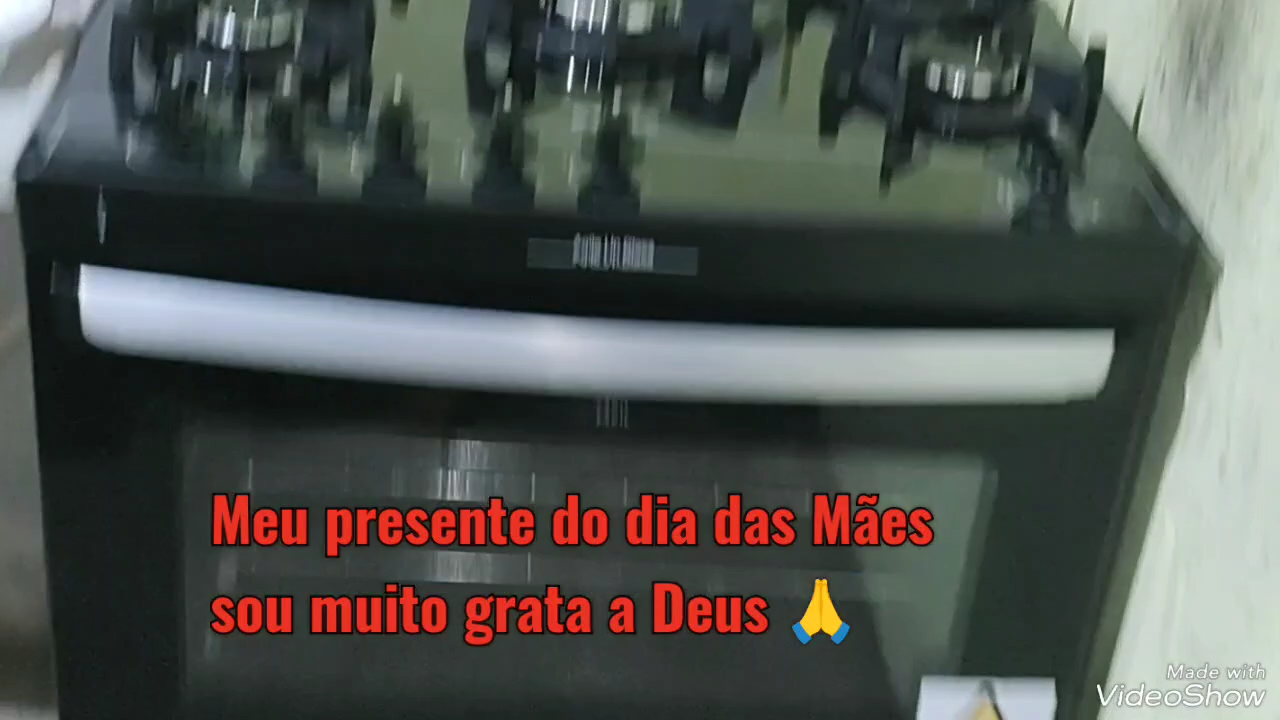 Meu presente do dia das Mães
sou muito grata a Deus 🙏
Made with
VideoShow